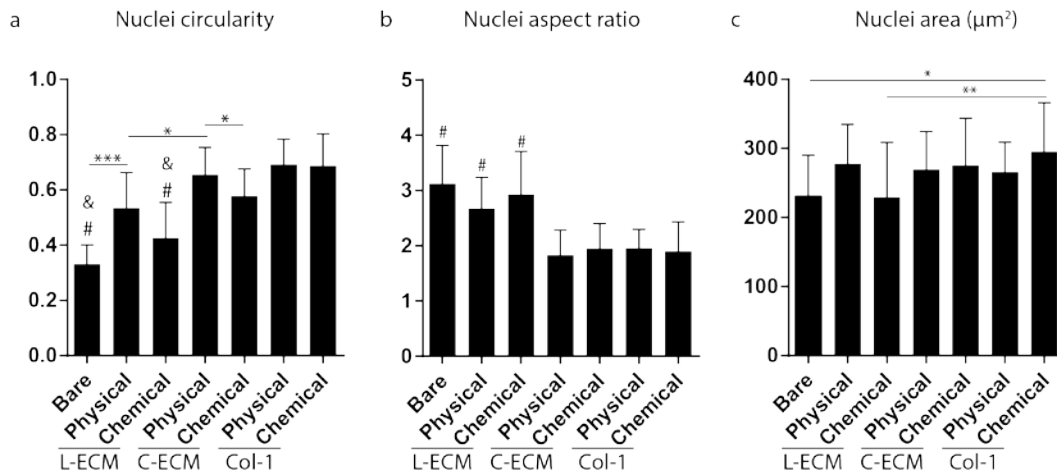 a Nuclei circularity
1.0
0.8
0.6
0.4
0.2
0.0
& #
***
*
& #
*
Bare Physical Chemical Physical Chemical Physical Chemical
L-ECM C-ECM Col-1
b Nuclei aspect ratio
5
4
3
2
1
0
# # #
Bare Physical Chemical Physical Chemical Physical Chemical
L-ECM C-ECM Col-1
c Nuclei area (µm²)
400
300
200
100
0
*
**
Bare Physical Chemical Physical Chemical Physical Chemical
L-ECM C-ECM Col-1